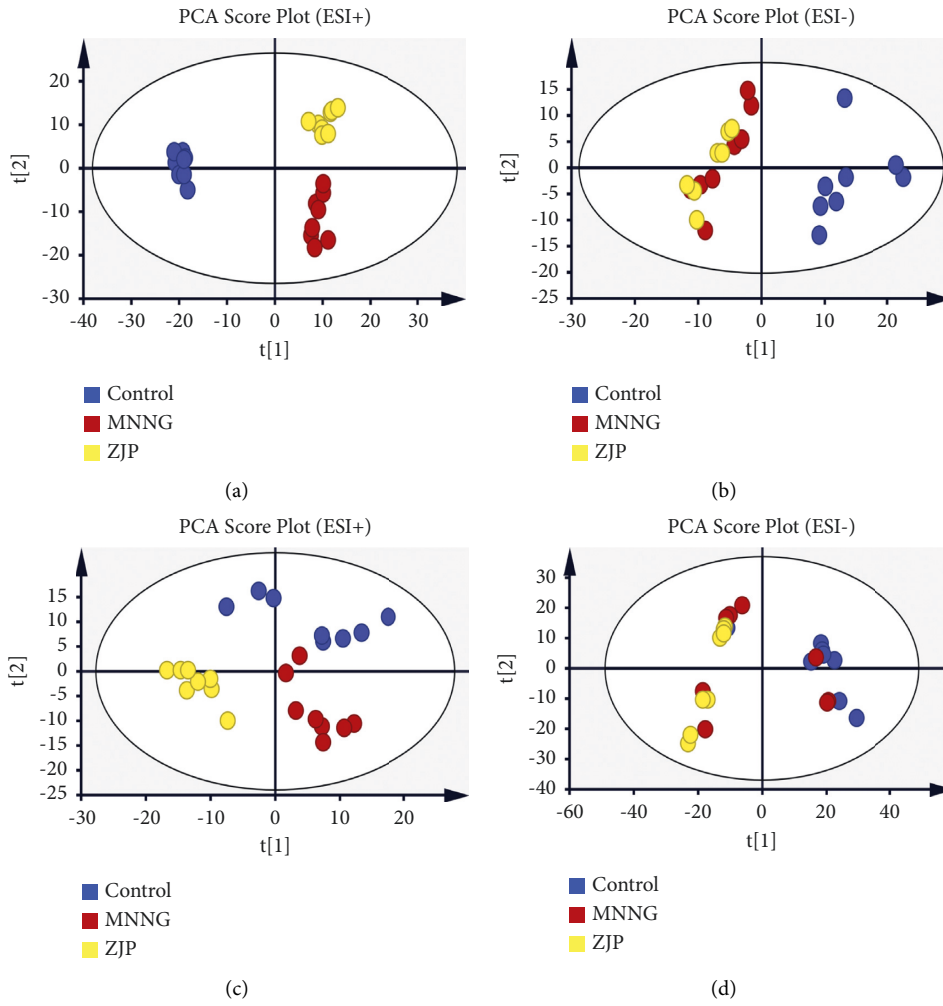 PCA Score Plot (ESI+)
20
10
0
-10
-20
-30
t[2]
-40 -20 -20 0 10 20 30
t[1]
Control
MNNG
ZJP
(a)
PCA Score Plot (ESI-)
15
10
5
0
-5
-10
-15
-20
-25
t[2]
-30 -20 -10 0 10 20
t[1]
Control
MNNG
ZJP
(b)
PCA Score Plot (ESI+)
15
10
5
0
-5
-10
-15
-20
-25
t[2]
-30 -20 -10 0 10 20
t[1]
Control
MNNG
ZJP
(c)
PCA Score Plot (ESI-)
30
20
10
0
-10
-20
-30
-40
t[2]
-60 -40 -20 0 20 40
t[1]
Control
MNNG
ZJP
(d)